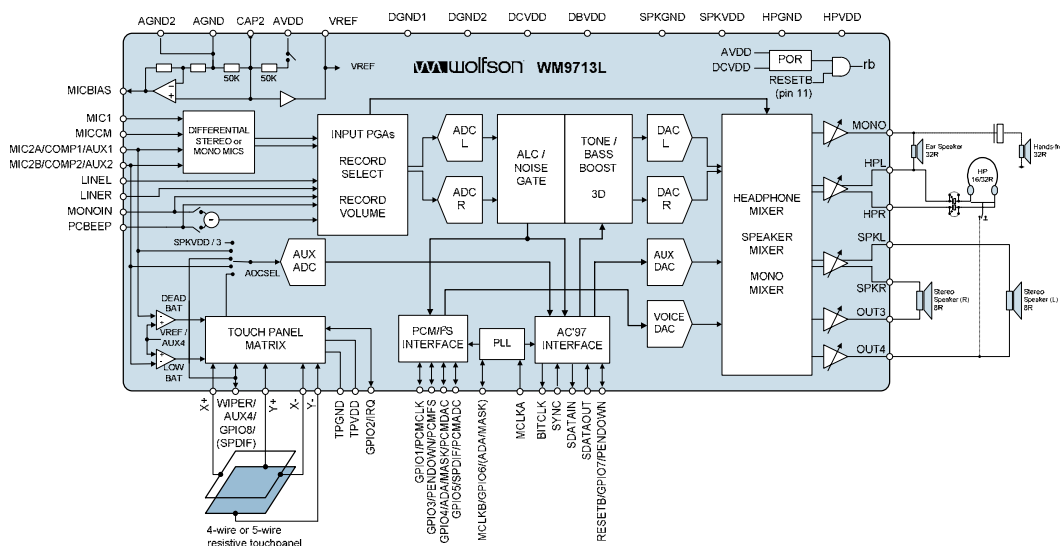 AGND2 AGND CAP2 AVDD VREF DGND1 DGND2 DCVDD DBVDD SPKGND SPKVDD HPGND HPVDD
wolfson WM9713L
50K 50K VREF
AVDD
DCVDD
POR
RESETB
(pin 11)
rb
MICBIAS
MIC1
MICCM
MIC2A/COMP1/AUX1
MIC2B/COMP2/AUX2
LINEL
LINER
MONOIN
PCBEEP
DIFFERENTIAL
STEREO or
MONO MICS
INPUT PGAs
RECORD
SELECT
RECORD
VOLUME
ADC
L
ADC
R
ALC /
NOISE
GATE
TONE /
BASS
BOOST
3D
DAC
L
DAC
R
HEADPHONE
MIXER
SPEAKER
MIXER
MONO
MIXER
MONO
HPL
HPR
SPKL
SPKR
OUT3
OUT4
Ear Speaker
32R
32R
HP
16/32R
Stereo
Speaker (R)
8R
Stereo
Speaker (L)
8R
SPKVDD / 3
ADCSEL
AUX
ADC
AUX
DAC
VOICE
DAC
DEAD
BAT
VREF /
AUX4
LOW
BAT
TOUCH PANEL
MATRIX
PCM/I²S
INTERFACE
PLL
AC'97
INTERFACE
X+
WIPER/
AUX4/
GPIO8/
(SPDIF)
Y+
X-
Y-
TPGND
TPVDD
GPIO2/IRQ
GPIO1/PCMCLK
GPIO3/PENDOWN/PCMFS
GPIO4/ADA/MASK/PCMDAC
GPIO5/SPDIF/PCMADC
MCLKB/GPIO6/(ADA/MASK)
MCLKA
BITCLK
SYNC
SDATAIN
SDATAOUT
RESETB/GPIO7/PENDOWN
4-wire or 5-wire
resistive touchpanel